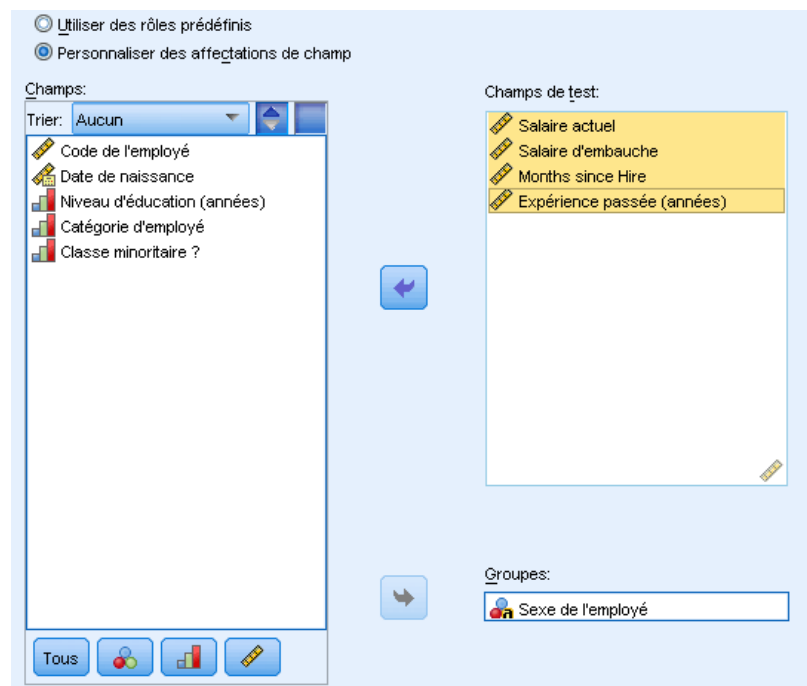 Utiliser des rôles prédéfinis
Personnaliser des affectations de champ
Champs:
Trier: Aucun
Code de l'employé
Date de naissance
Niveau d'éducation (années)
Catégorie d'employé
Classe minoritaire ?
Tous
Champs de test:
Salaire actuel
Salaire d'embauche
Months since Hire
Expérience passée (années)
Groupes:
a Sexe de l'employé